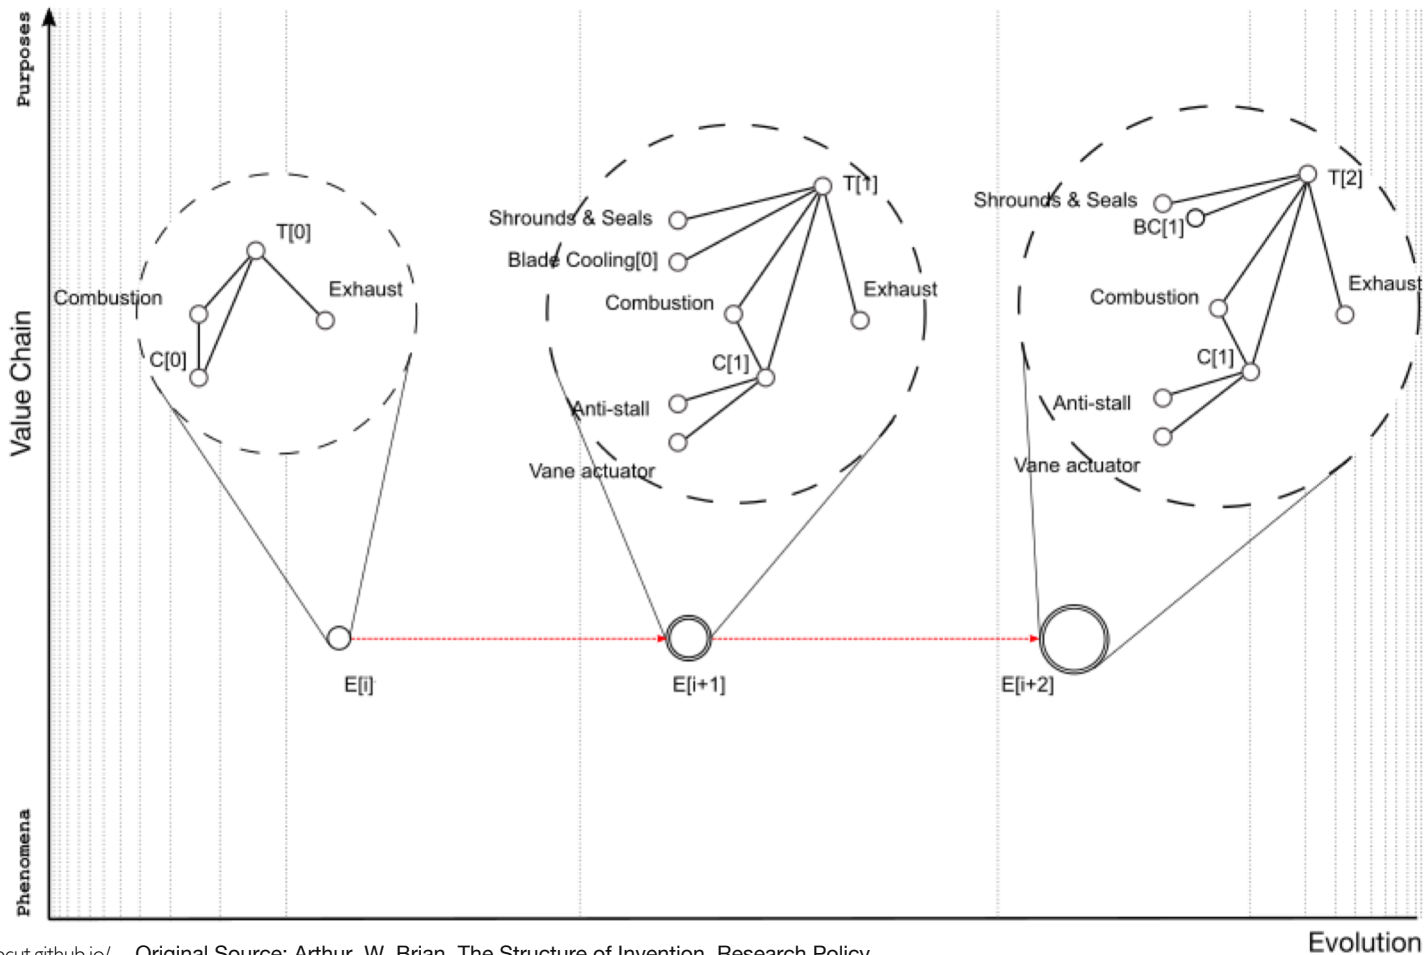 Purposes
T[0]
Combustion
Exhaust
C[0]
T[1]
Shrounds & Seals
Blade Cooling[0]
Combustion
Exhaust
C[1]
Anti-stall
Vane actuator
T[2]
Shrounds & Seals
BC[1]
Combustion
Exhaust
C[1]
Anti-stall
Vane actuator
Value Chain
E[i]
E[i+1]
E[i+2]
Phenomena
Evolution
github.io/ Original Source: Arthur, W. Brian. The Structure of Invention. Research Policy